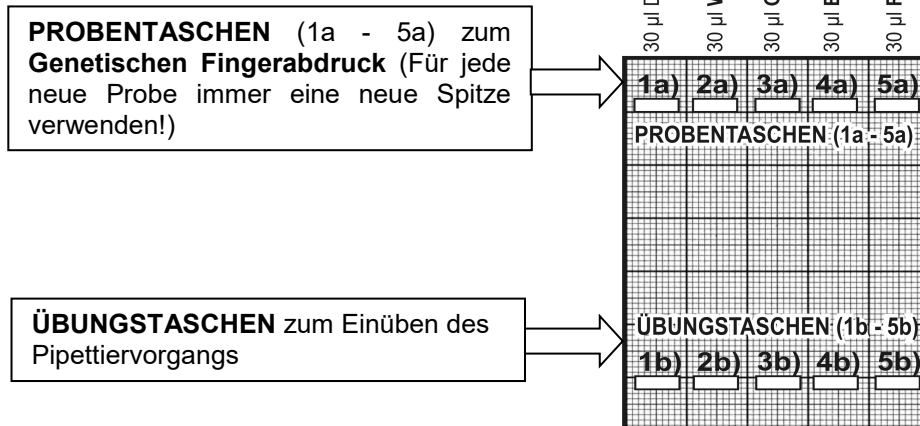 PROBENTASCHEN (1a - 5a) zum
Genetischen Fingerabdruck (Für jede
neue Probe immer eine neue Spitze
verwenden!)
30 µl
30 µl
30 µl
30 µl
30 µl
1a) 2a) 3a) 4a) 5a)
PROBENTASCHEN (1a - 5a)
ÜBUNGSTASCHEN zum Einüben des
Pipettiervorgangs
ÜBUNGSTASCHEN (1b - 5b)
1b) 2b) 3b) 4b) 5b)